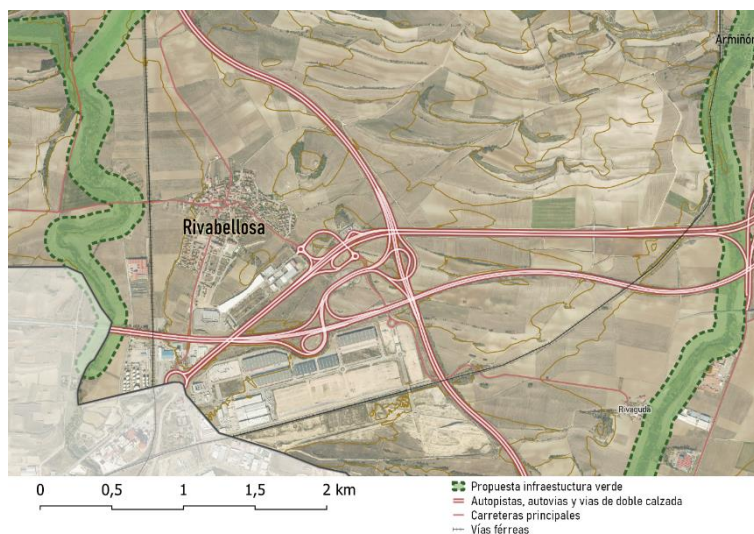 Armiñón
Rivabellosa
Rivaguda
0 0,5 1 1,5 2 km
Propuesta infraestuctura verde
Autopistas, autovias y vias de doble calzada
Carreteras principales
Vías férreas